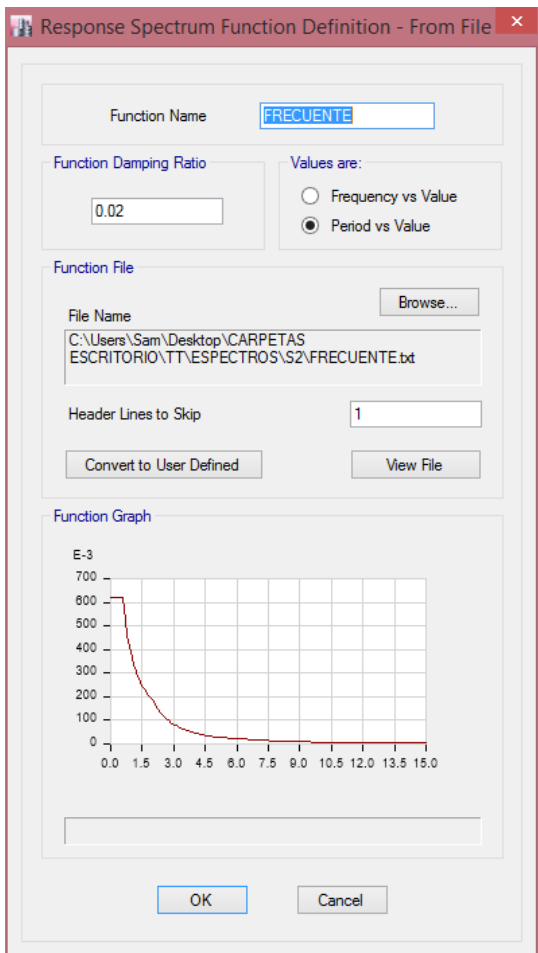 Response Spectrum Function Definition - From File
Function Name
FRECUENTE
Function Damping Ratio
0.02
Values are:
Frequency vs Value
Period vs Value
Function File
Browse...
File Name
C:\Users\Sam\Desktop\CARPETAS
ESCRITORIO\TT\ESPECTROS\S2\FRECUENTE.txt
Header Lines to Skip
1
Convert to User Defined
View File
Function Graph
E-3
700
600
500
400
300
200
100
0
0.0 1.5 3.0 4.5 6.0 7.5 9.0 10.5 12.0 13.5 15.0
OK
Cancel